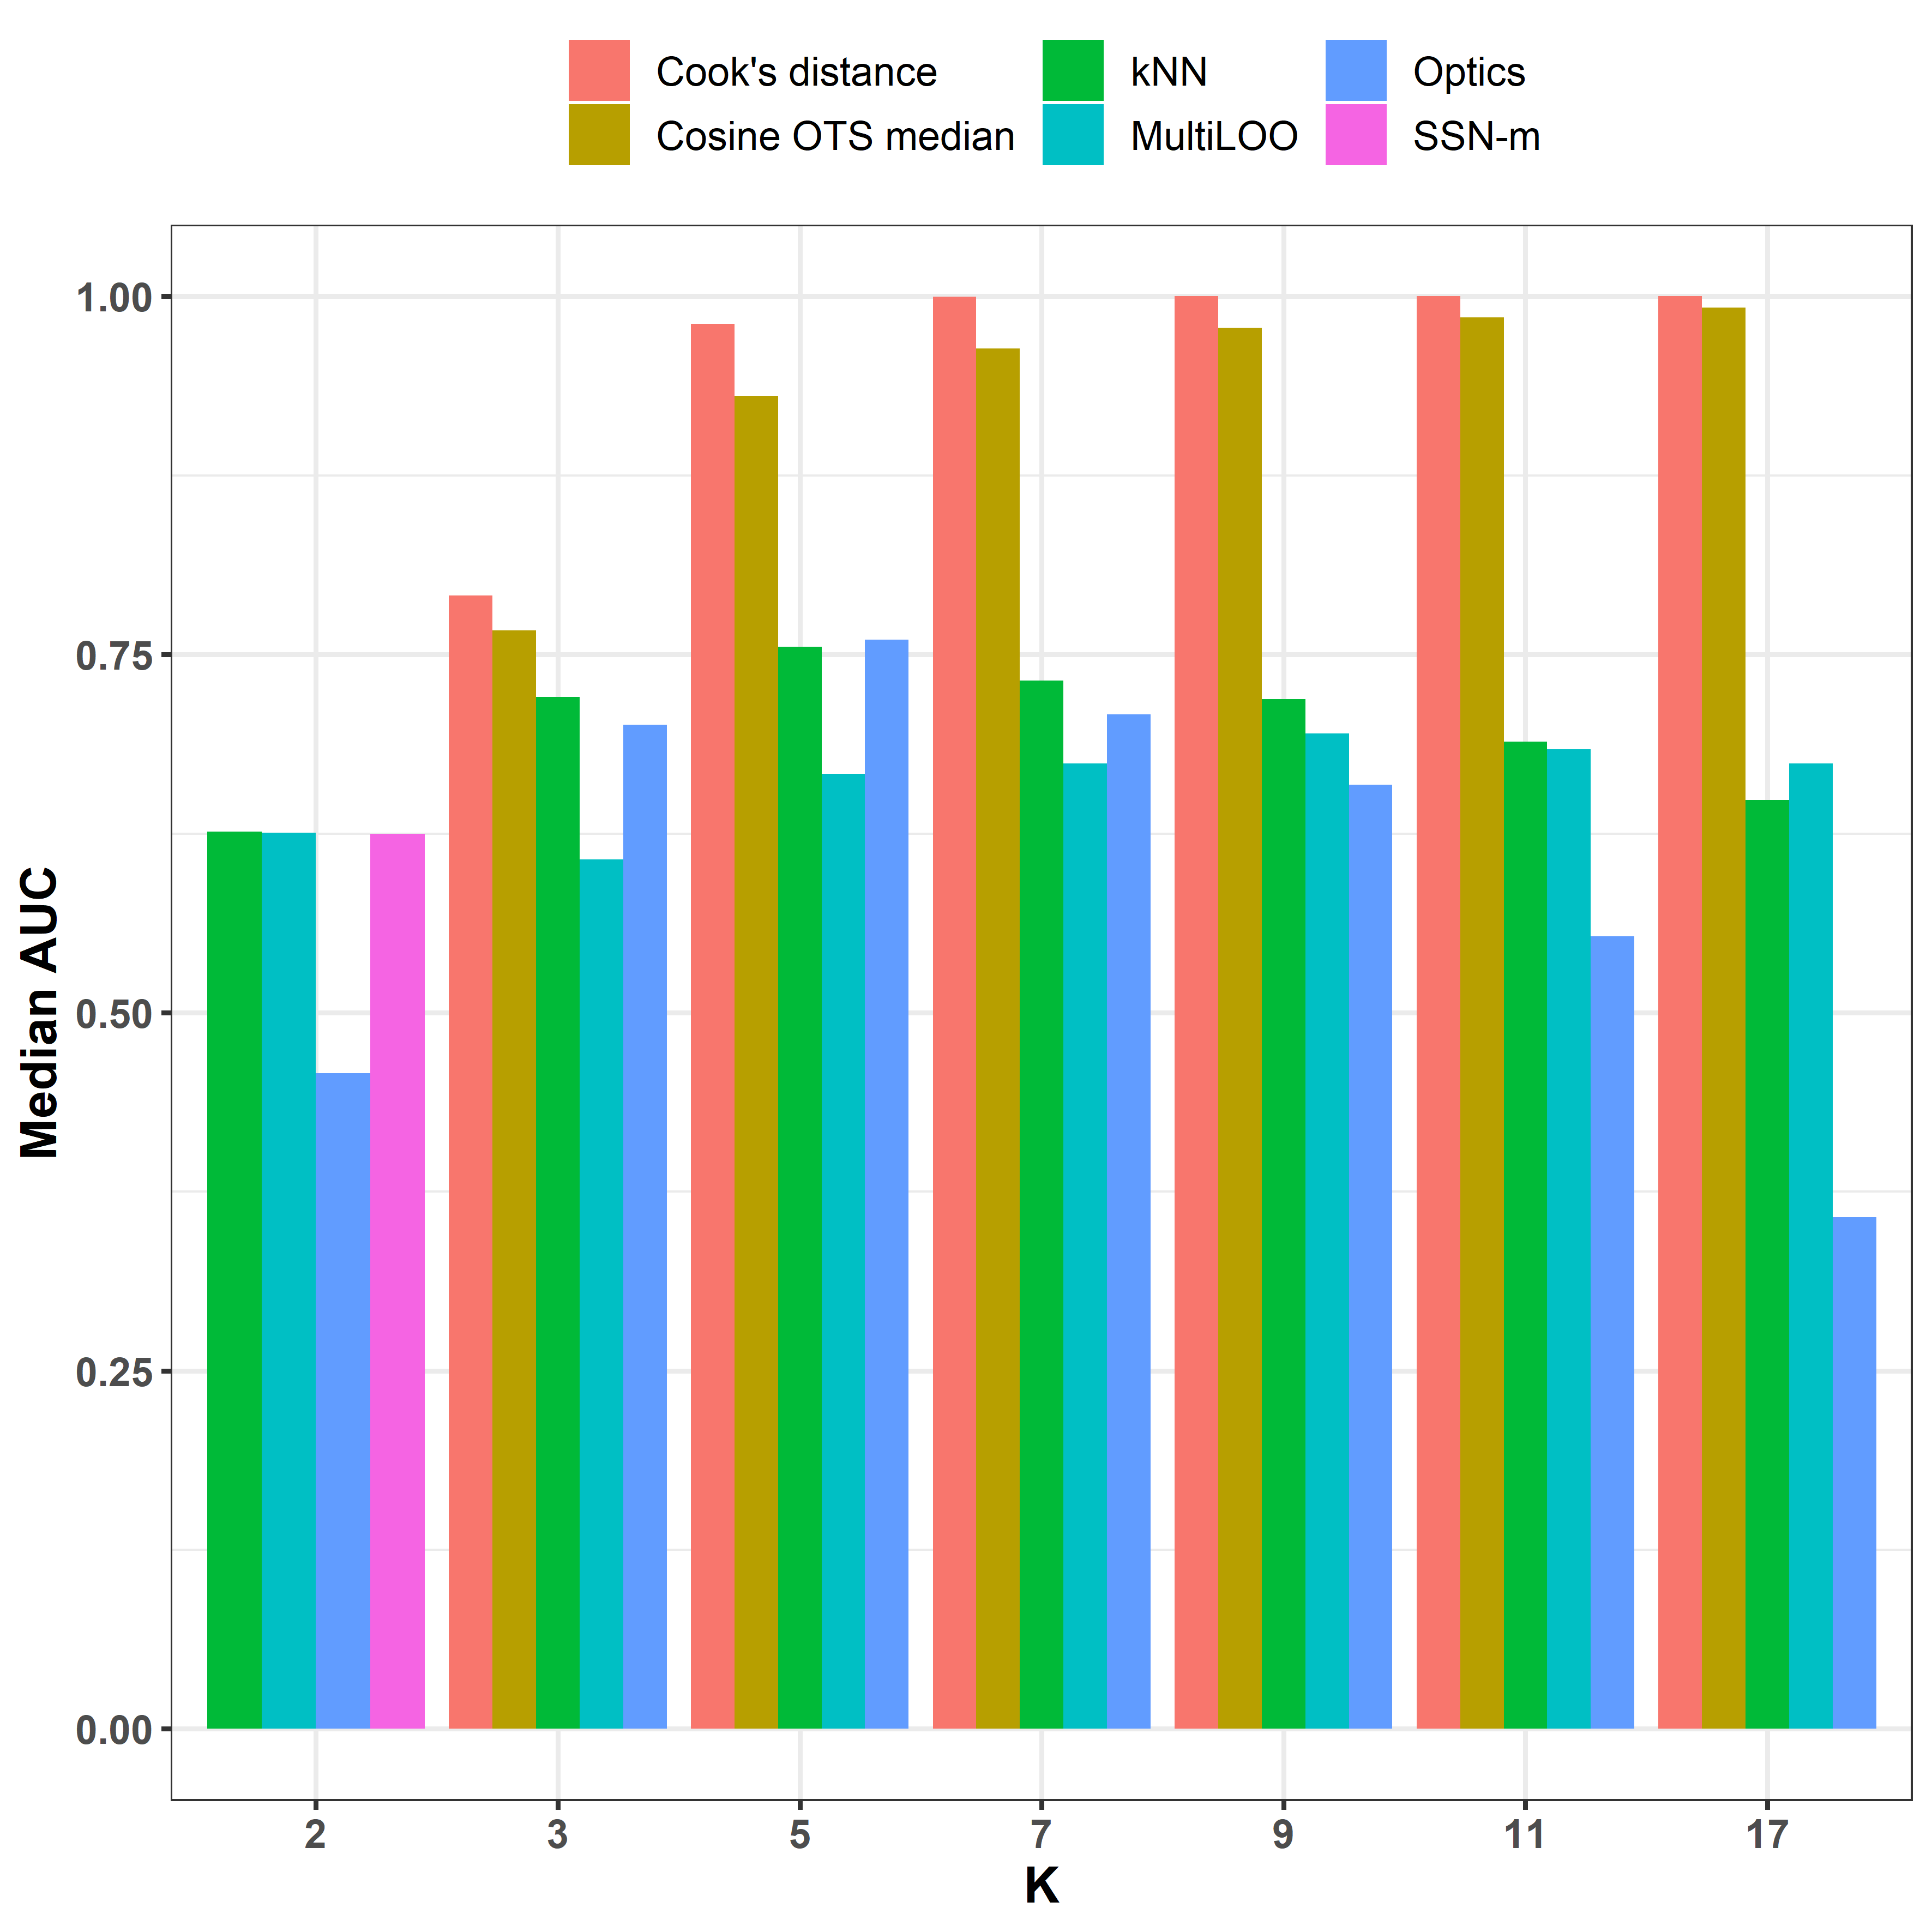 Cook's distance
kNN
Optics
Cosine OTS median
MultiLOO
SSN-m
1.00
0.75
0.50
0.25
0.00
Median AUC
2 3 5 7 9 11 17
K